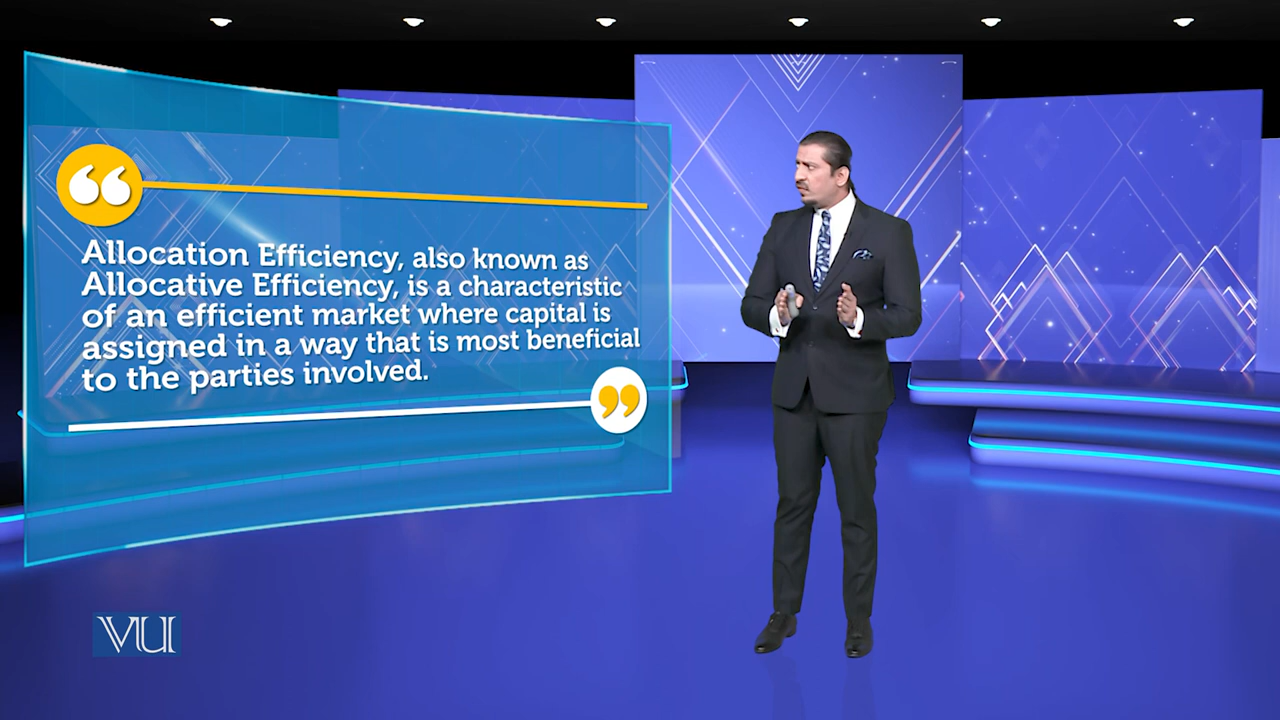 “
Allocation Efficiency, also known as
Allocative Efficiency, is a characteristic
of an efficient market where capital is
assigned in a way that is most beneficial
to the parties involved.
”
VU